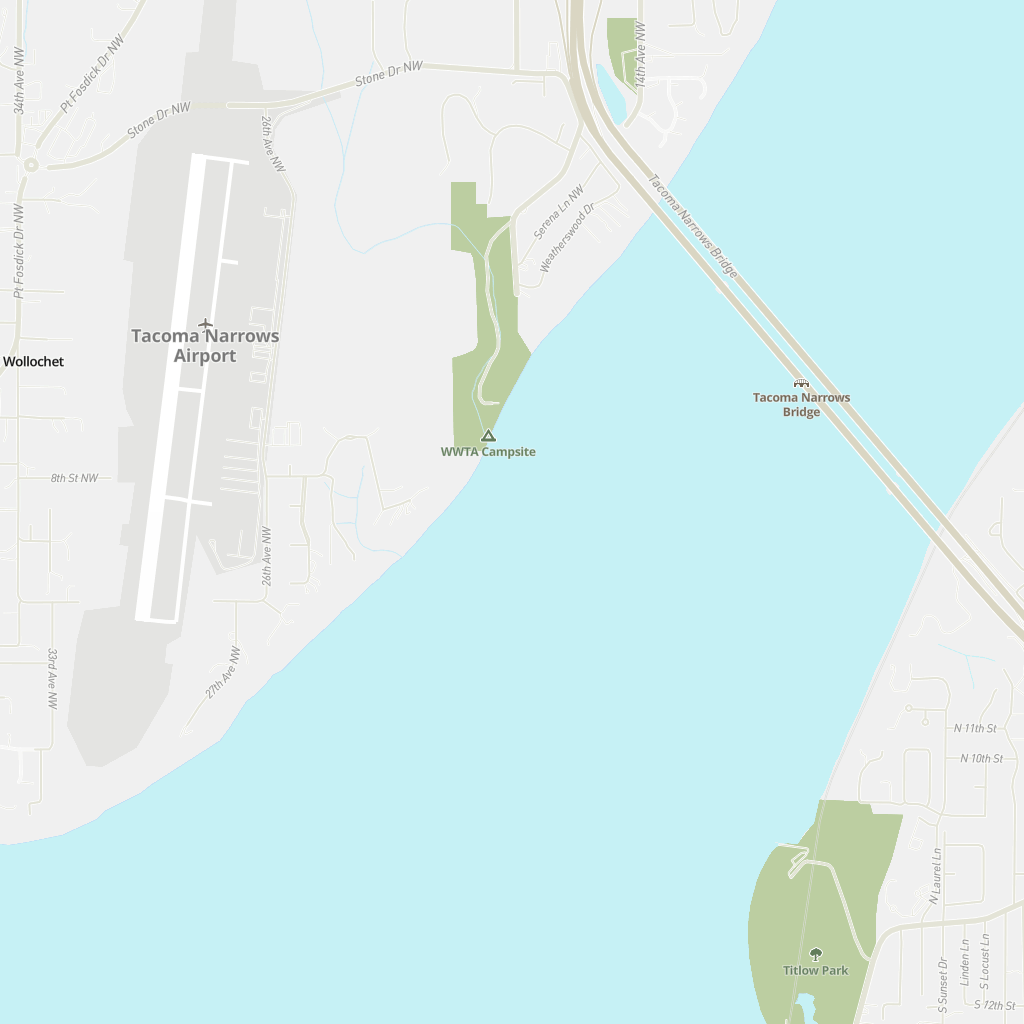 34th Ave NW
Pt Fosdick Dr NW
Stone Dr NW
Stone Dr NW
14th Ave NW
26th Ave NW
Tacoma Narrows Bridge
Serena Ln NW
Weatherswood Dr
Pt Fosdick Dr NW
Tacoma Narrows
Airport
Wollochet
Tacoma Narrows
Bridge
WWTA Campsite
8th St NW
26th Ave NW
33rd Ave NW
27th Ave NW
N 11th St
N 10th St
N Laurel Ln
Titlow Park
S Sunset Dr
Linden Ln
S Locust Ln
S 12th St